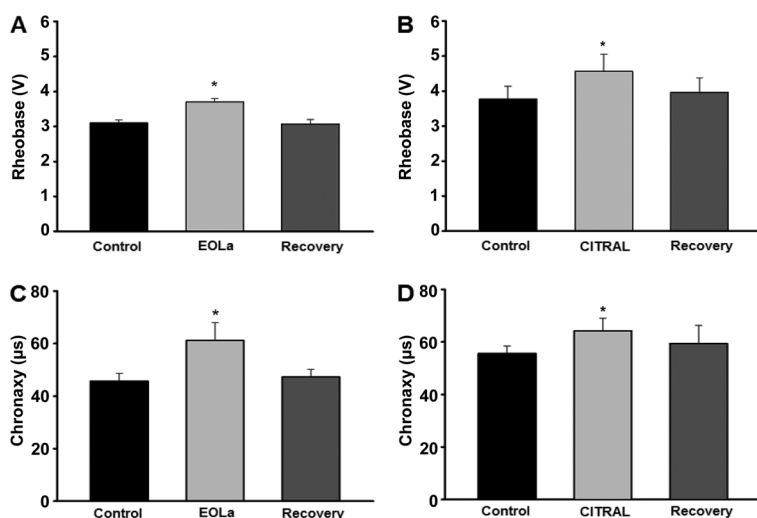 A
Rheobase (V)
6
5
4
3
2
1
0
*
Control EOLa Recovery
B
Rheobase (V)
6
5
4
3
2
1
0
*
Control CITRAL Recovery
C
Chronaxy (µs)
80
60
40
20
0
*
Control EOLa Recovery
D
Chronaxy (µs)
80
60
40
20
0
*
Control CITRAL Recovery